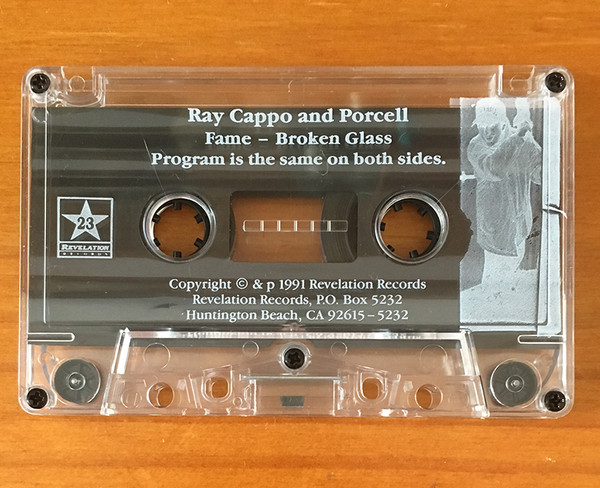 Ray Cappo and Porcell
Fame – Broken Glass
Program is the same on both sides.
23
REVELATION
RECORDS
Copyright © & p 1991 Revelation Records
Revelation Records, P.O. Box 5232
Huntington Beach, CA 92615–5232